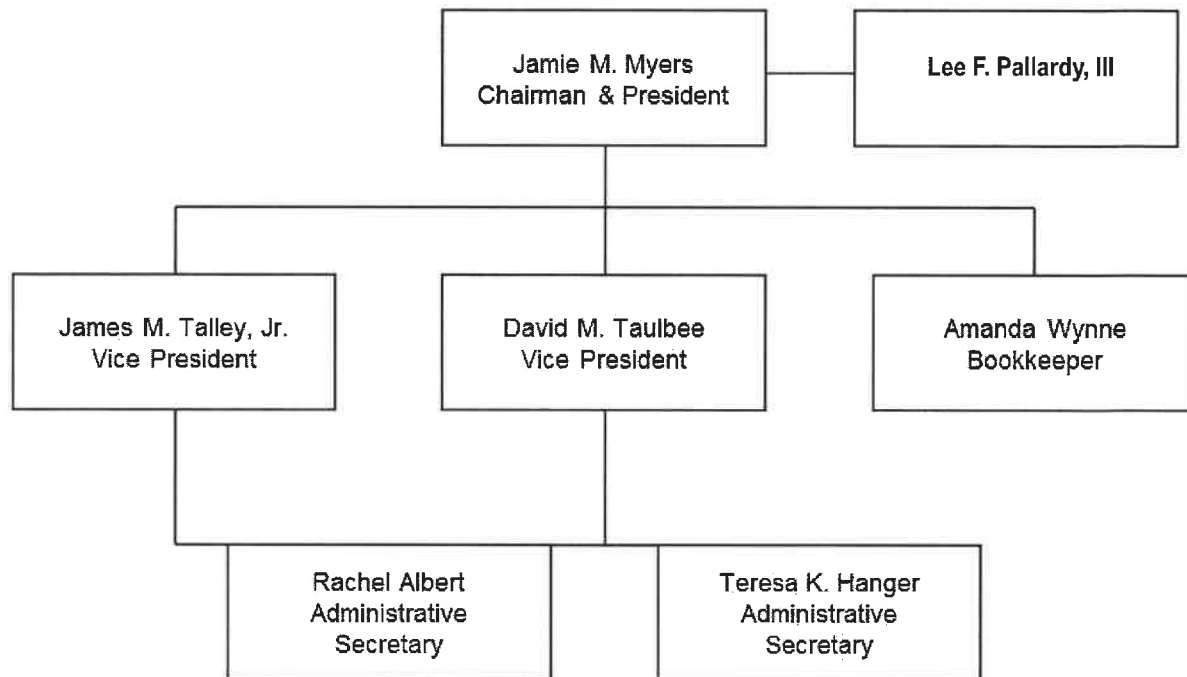 Jamie M. Myers
Chairman & President
Lee F. Pallardy, III
James M. Talley, Jr.
Vice President
David M. Taulbee
Vice President
Amanda Wynne
Bookkeeper
Rachel Albert
Administrative
Secretary
Teresa K. Hanger
Administrative
Secretary